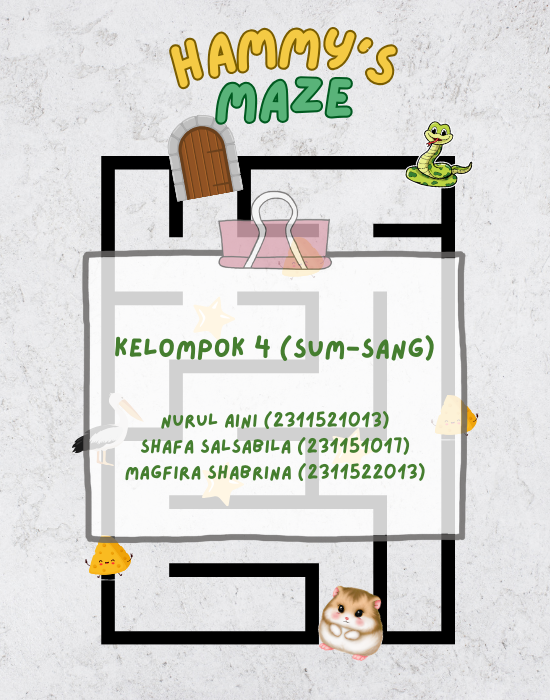 HAMMY'S
MAZE
KELOMPOK 4 (SUM-SANG)
NURUL AINI (2311521013)
SHAFA SALSABILA (231151017)
MAGFIRA SHABRINA (2311522013)